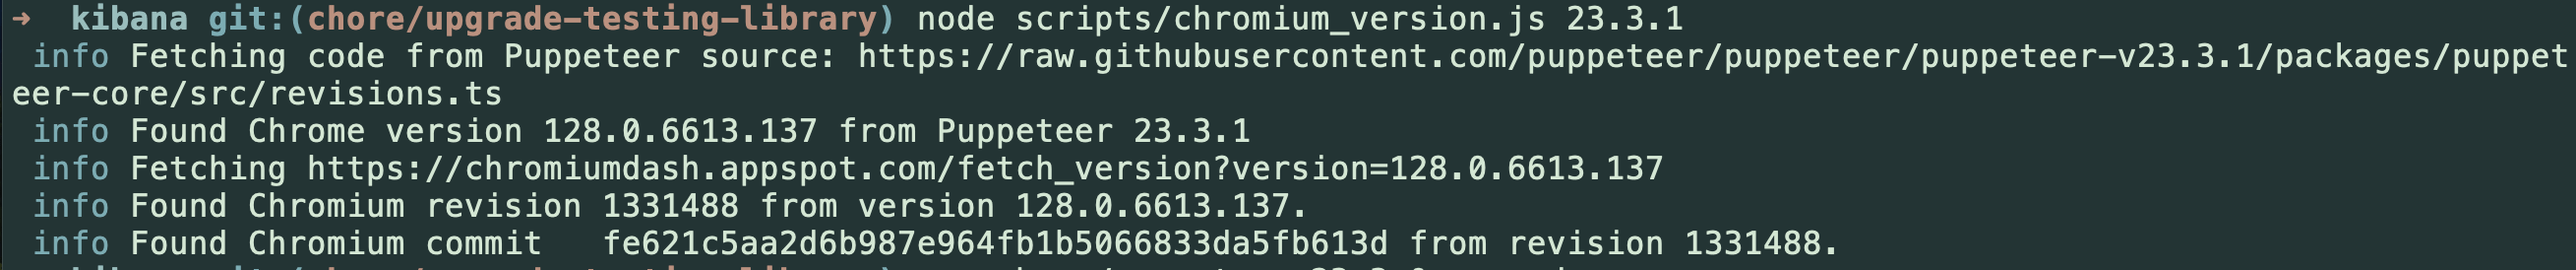 → kibana git:(chore/upgrade-testing-library) node scripts/chromium_version.js 23.3.1
info Fetching code from Puppeteer source: https://raw.githubusercontent.com/puppeteer/puppeteer/puppeteer-v23.3.1/packages/puppet
eer-core/src/revisions.ts
info Found Chrome version 128.0.6613.137 from Puppeteer 23.3.1
info Fetching https://chromiumdash.appspot.com/fetch_version?version=128.0.6613.137
info Found Chromium revision 1331488 from version 128.0.6613.137.
info Found Chromium commit fe621c5aa2d6b987e964fb1b5066833da5fb613d from revision 1331488.